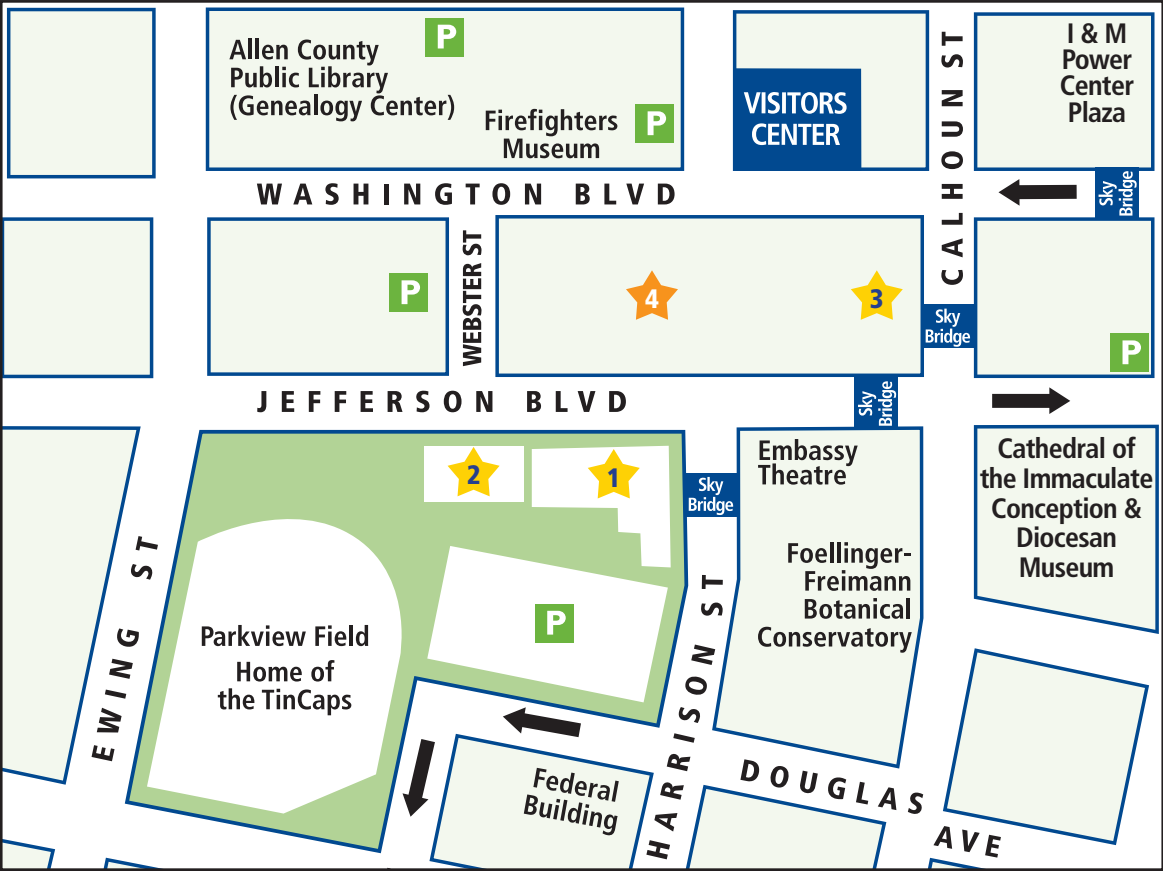 Allen County
Public Library
(Genealogy Center)
P
Firefighters
Museum
P
VISITORS
CENTER
CALHOUN ST
I & M
Power
Center
Plaza
WASHINGTON BLVD
Sky
Bridge
P
WEBSTER ST
4
3
Sky
Bridge
P
JEFFERSON BLVD
Sky
Bridge
2
1
Sky
Bridge
Embassy
Theatre
Cathedral of
the Immaculate
Conception &
Diocesan
Museum
EWING ST
Foellinger-
Freimann
Botanical
Conservatory
P
Parkview Field
Home of
the TinCaps
HARRISON ST
Federal
Building
DOUGLAS AVE